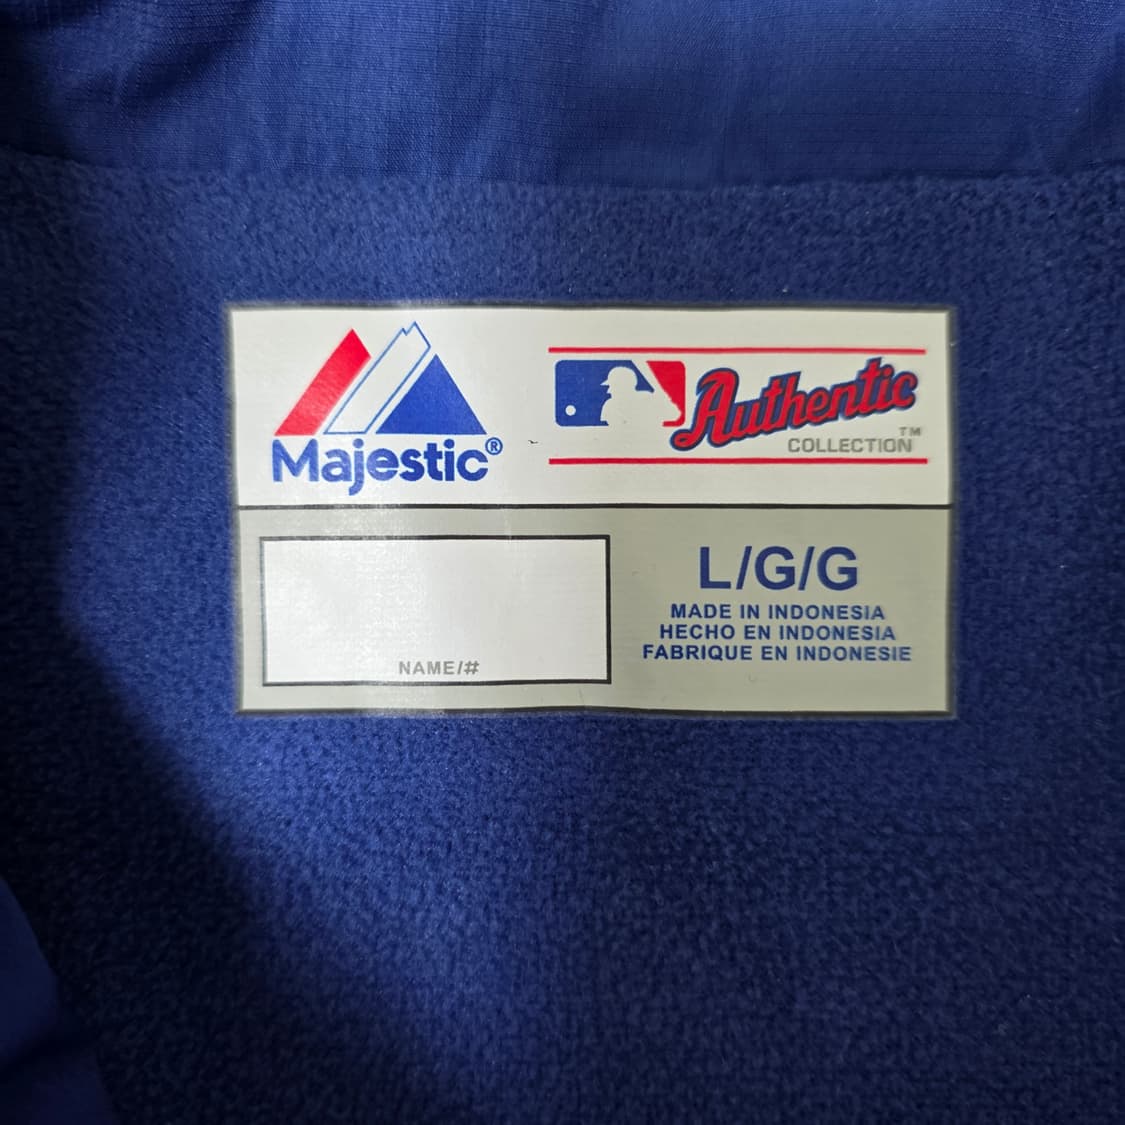 Majestic®
Authentic
COLLECTION™
NAME/#
L/G/G
MADE IN INDONESIA
HECHO EN INDONESIA
FABRIQUE EN INDONESIE